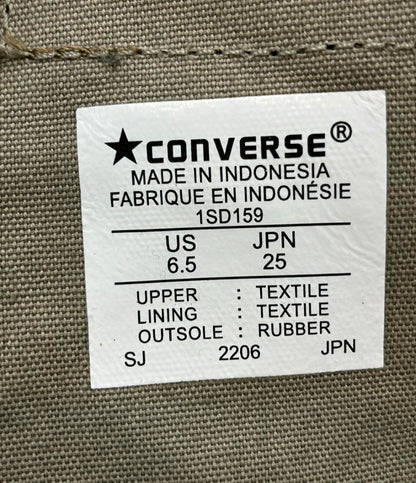 ★CONVERSE®
MADE IN INDONESIA
FABRIQUE EN INDONÉSIE
1SD159
US JPN
6.5 25
UPPER : TEXTILE
LINING : TEXTILE
OUTSOLE : RUBBER
SJ 2206 JPN